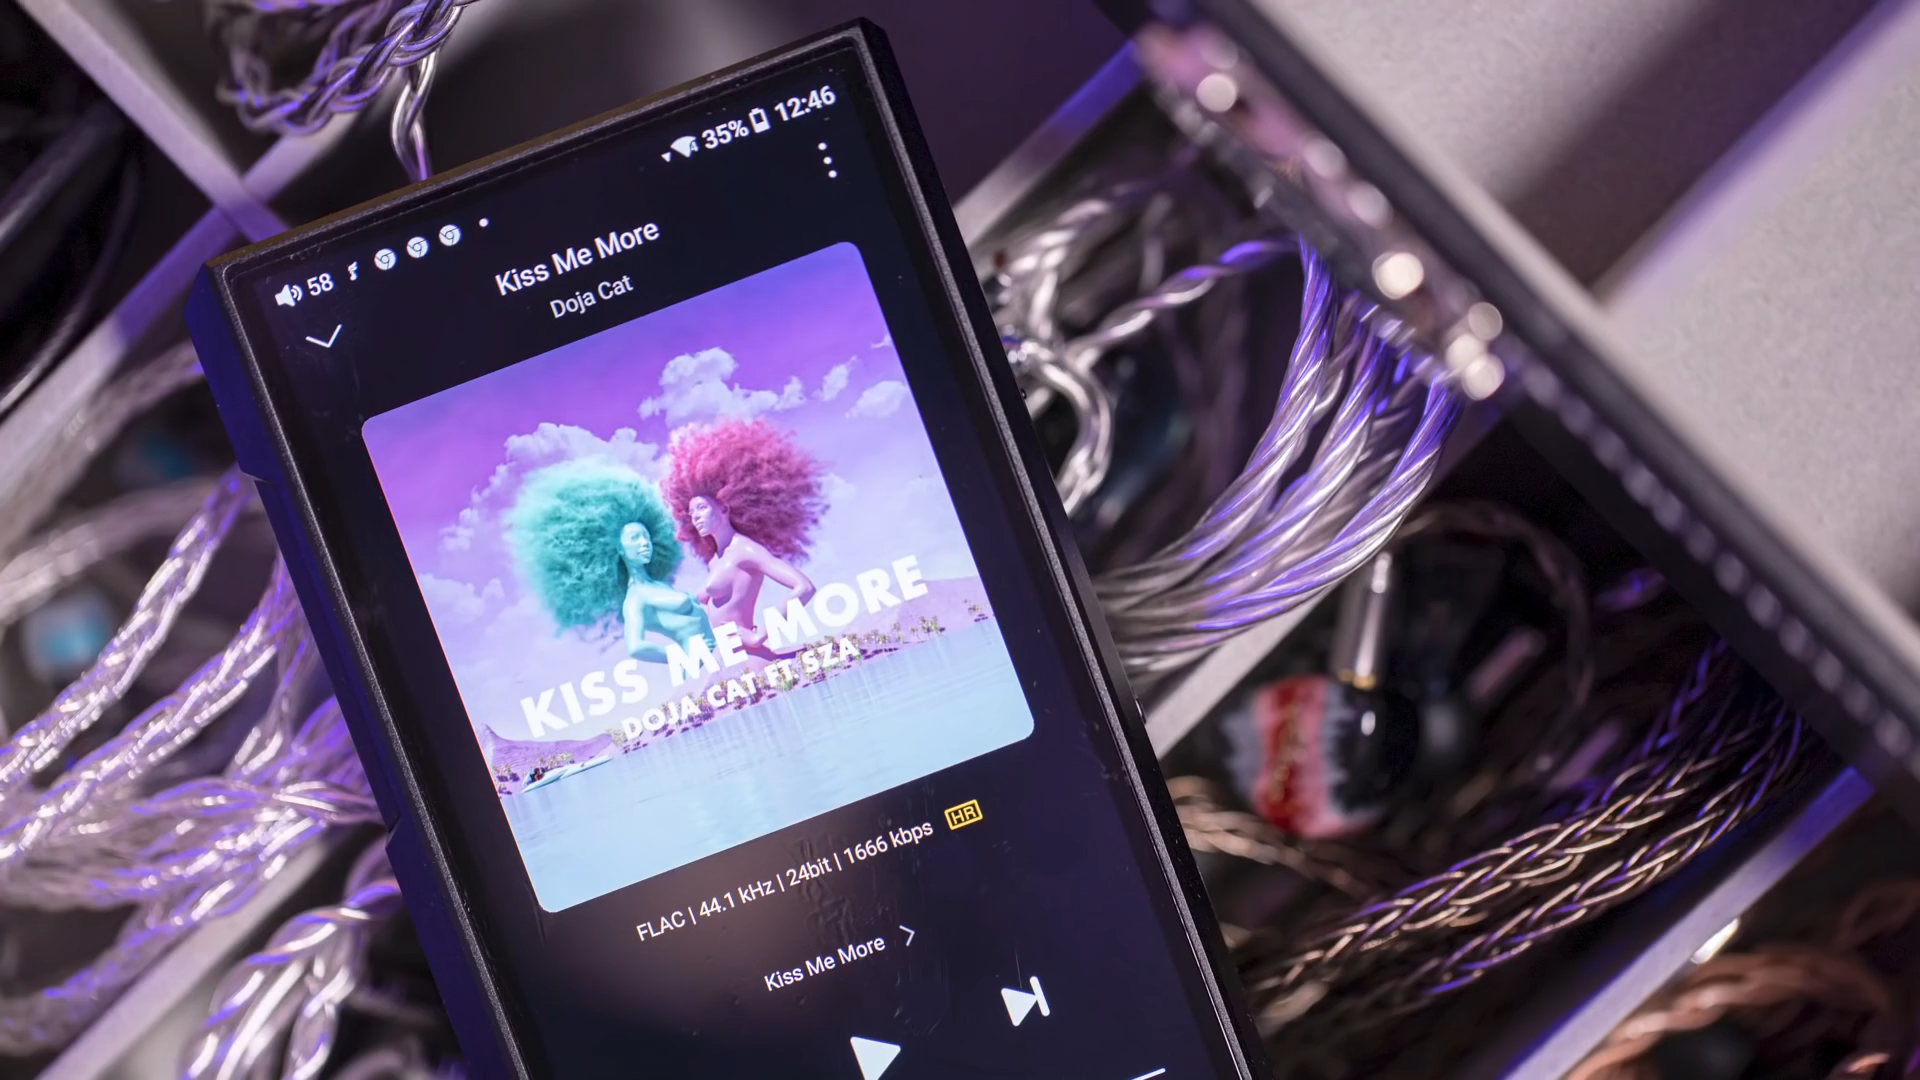 58
35% 12:46
Kiss Me More
Doja Cat
KISS ME MORE
DOJA CAT FT SZA
FLAC | 44.1 kHz | 24bit | 1666 kbps HR
Kiss Me More